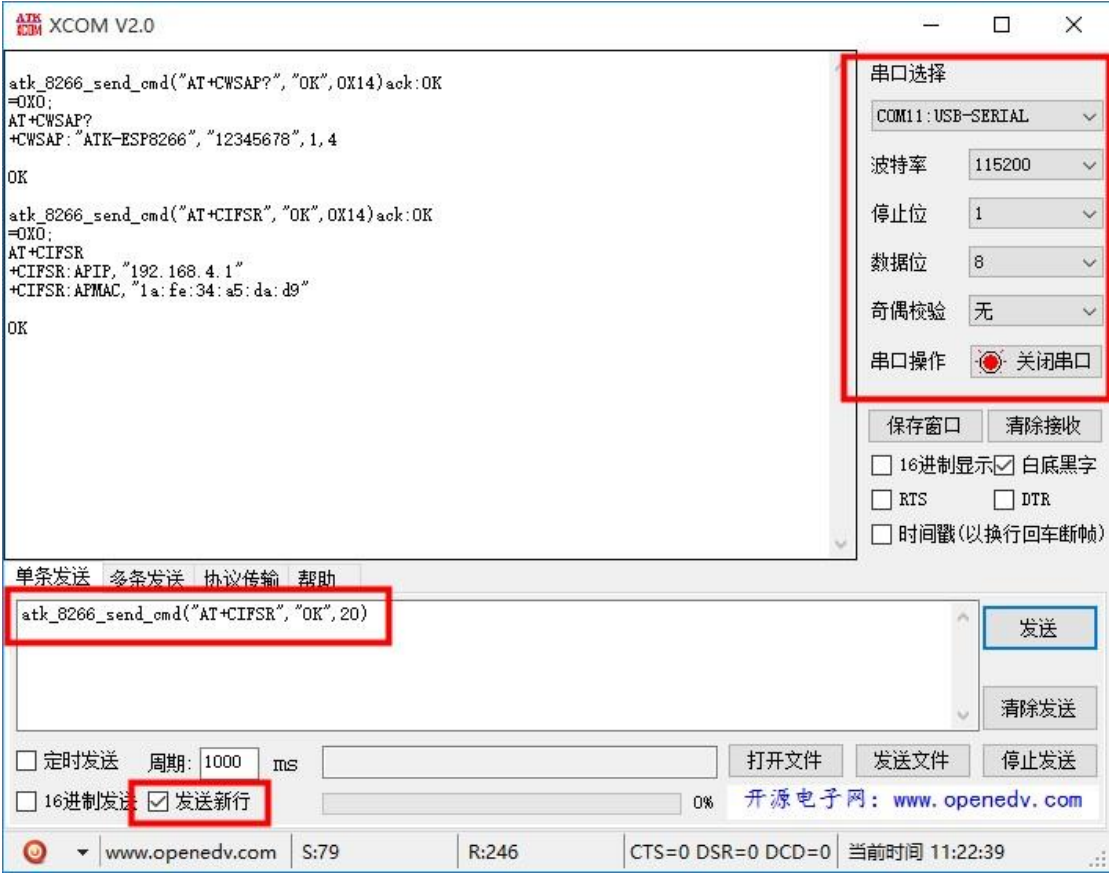 ATK XCOM XCOM V2.0
atk_8266_send_cmd("AT+CWSAP?","OK",0X14)ack:OK
=0X0;
AT+CWSAP?
+CWSAP:"ATK-ESP8266","12345678",1,4
OK
atk_8266_send_cmd("AT+CIFSR","OK",0X14)ack:OK
=0X0;
AT+CIFSR
+CIFSR:APIP,"192.168.4.1"
+CIFSR:APMAC,"1a:fe:34:a5:da:d9"
OK
串口选择
COM11:USB-SERIAL
波特率 115200
停止位 1
数据位 8
奇偶校验 无
串口操作 关闭串口
保存窗口 清除接收
16进制显示 白底黑字
RTS DTR
时间戳(以换行回车断帧)
单条发送 多条发送 协议传输 帮助
atk_8266_send_cmd("AT+CIFSR","OK",20)
发送
清除发送
定时发送 周期: 1000 ms 打开文件 发送文件 停止发送
16进制发送 发送新行 0% 开源电子网：www.openedv.com
www.openedv.com S:79 R:246 CTS=0 DSR=0 DCD=0 当前时间 11:22:39